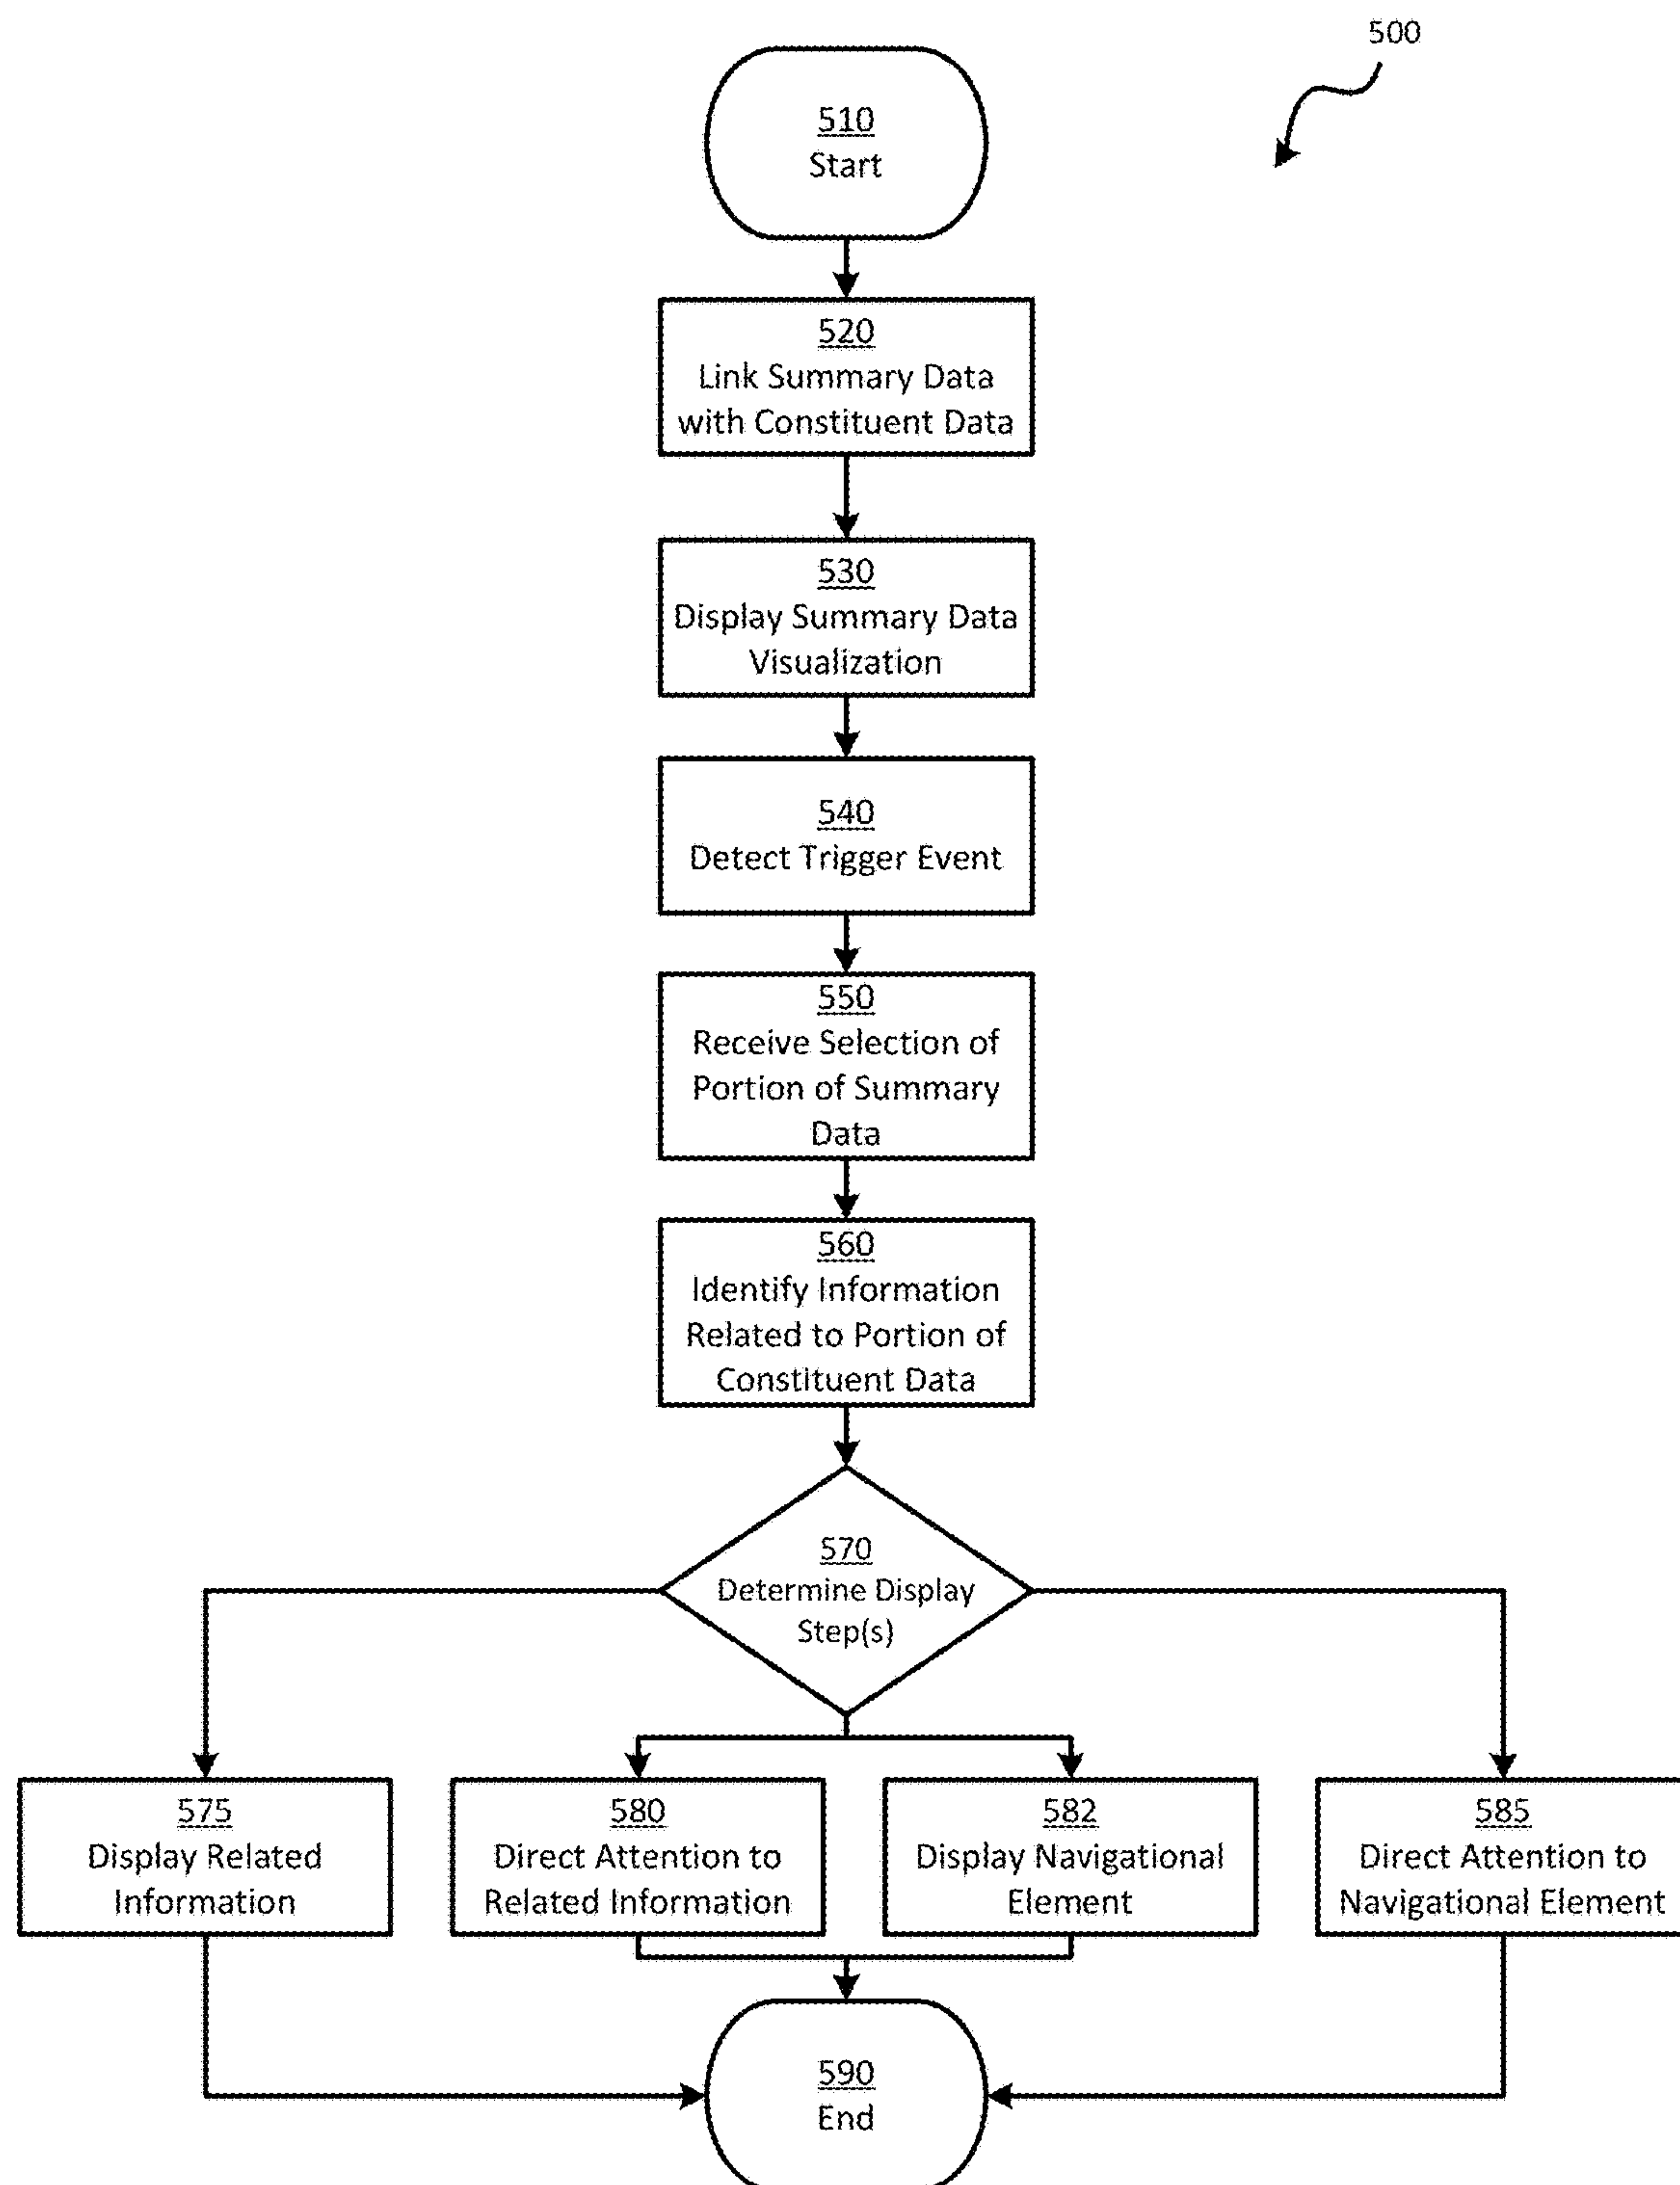 500
510
Start
520
Link Summary Data
with Constituent Data
530
Display Summary Data
Visualization
540
Detect Trigger Event
550
Receive Selection of
Portion of Summary
Data
560
Identify Information
Related to Portion of
Constituent Data
570
Determine Display
Step(s)
575
Display Related
Information
580
Direct Attention to
Related Information
582
Display Navigational
Element
585
Direct Attention to
Navigational Element
590
End